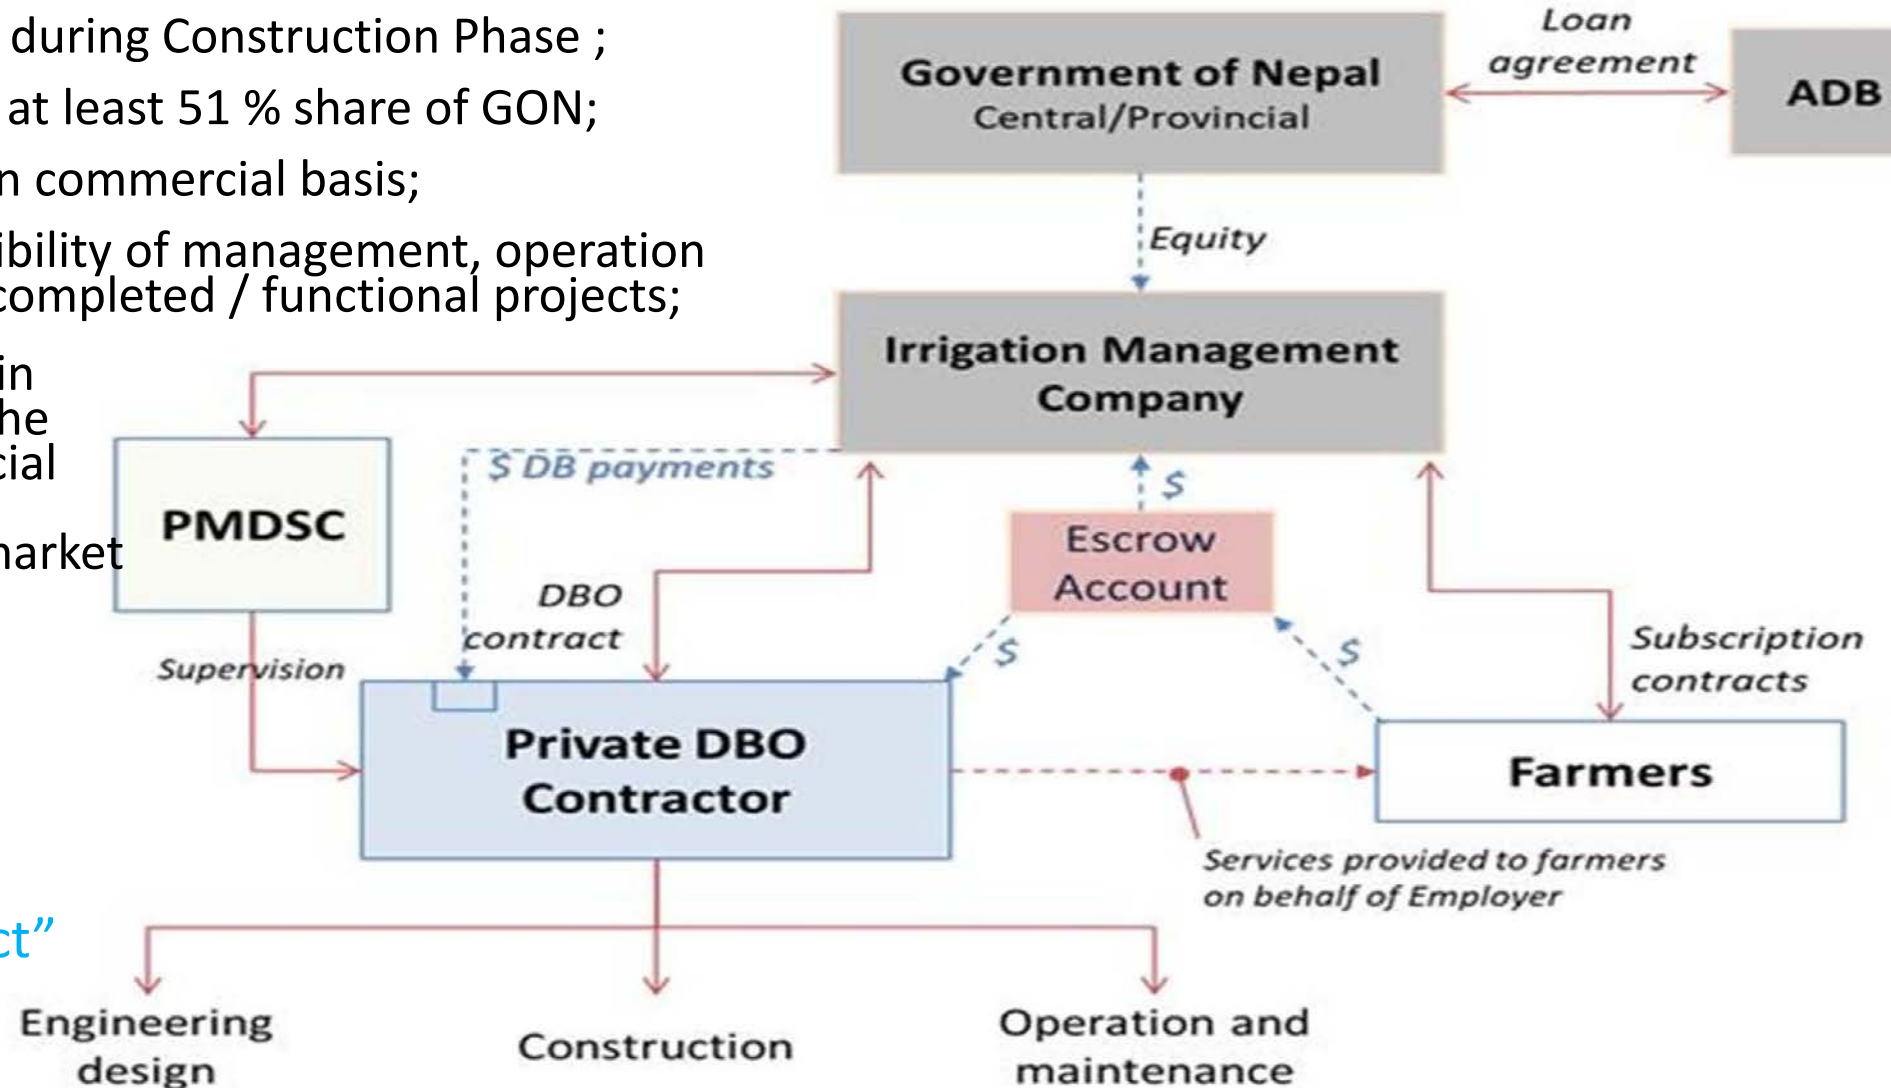 during Construction Phase ;
at least 51 % share of GON;
n commercial basis;
ibility of management, operation
completed / functional projects;
in
he
cial
market
ct”
Government of Nepal
Central/Provincial
Loan
agreement
ADB
Equity
Irrigation Management
Company
$ DB payments
$
PMDSC
Escrow
Account
DBO
contract
$
$
Subscription
contracts
Supervision
Private DBO
Contractor
Farmers
Services provided to farmers
on behalf of Employer
Engineering
design
Construction
Operation and
maintenance